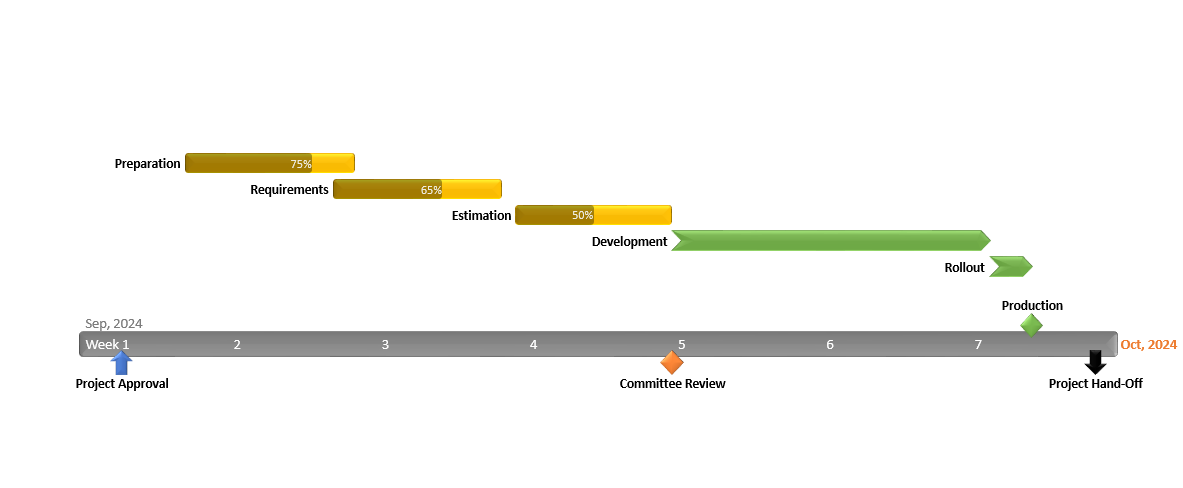 Preparation 75%
Requirements 65%
Estimation 50%
Development
Rollout
Production
Sep, 2024
Week 1 2 3 4 5 6 7 Oct, 2024
Project Approval Committee Review Project Hand-Off